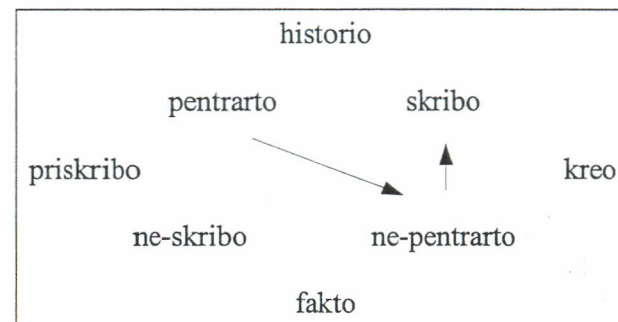 historio
pentrarto skribo
priskribo kreo
ne-skribo ne-pentrarto
fakto